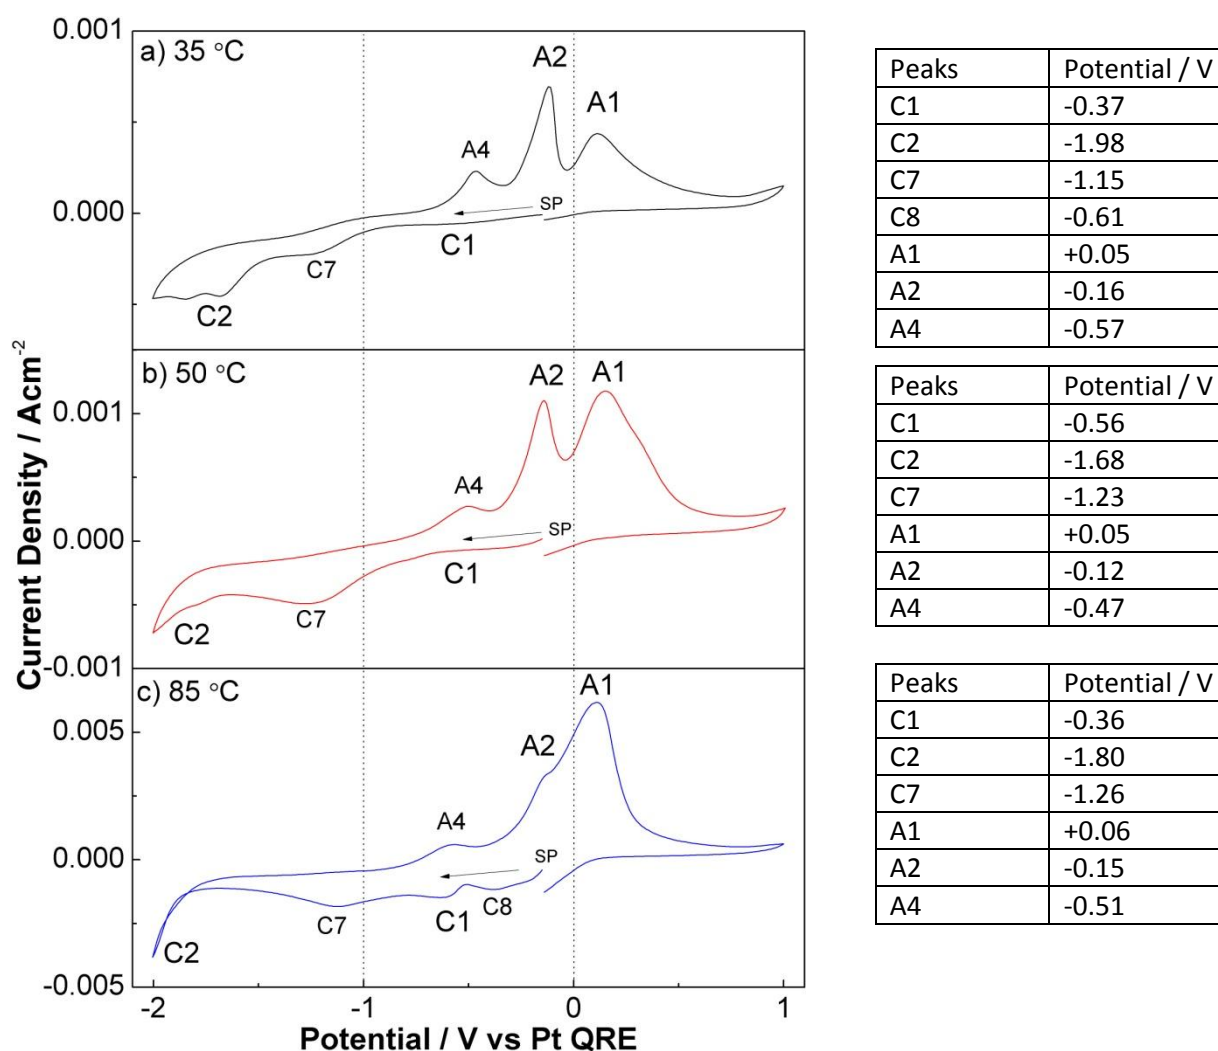 0.001
a) 35 °C
A2
A1
A4
SP
0.000
C1
C7
C2
b) 50 °C
A2
A1
0.001
A4
SP
0.000
C1
C7
C2
-0.001
c) 85 °C
A1
0.005
A2
A4
SP
0.000
C8
C7
C1
C2
-0.005
-2 -1 0 1
Potential / V vs Pt QRE
Current Density / Acm-2
Peaks Potential / V
C1 -0.37
C2 -1.98
C7 -1.15
C8 -0.61
A1 +0.05
A2 -0.16
A4 -0.57
Peaks Potential / V
C1 -0.56
C2 -1.68
C7 -1.23
A1 +0.05
A2 -0.12
A4 -0.47
Peaks Potential / V
C1 -0.36
C2 -1.80
C7 -1.26
A1 +0.06
A2 -0.15
A4 -0.51